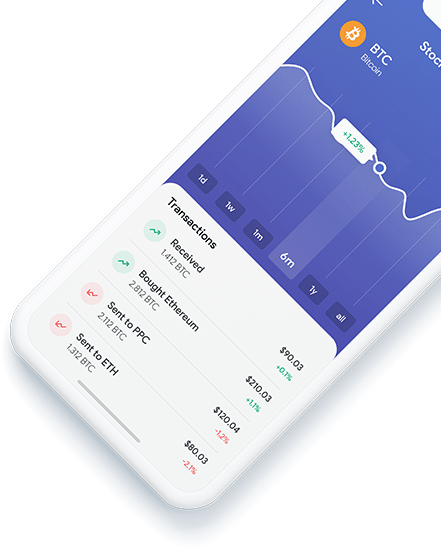 Stoc
BTC
Bitcoin
+1.23%
1d
1w
1m
6m
1y
all
Transactions
Received
1.412 BTC
$90.03
+0.1%
Bought Ethereum
2.812 BTC
$210.03
+1.1%
Sent to PPC
2.112 BTC
$120.04
-1.2%
Sent to ETH
1.312 BTC
$80.03
-2.1%